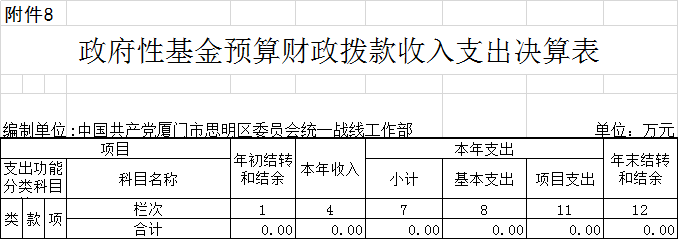 附件8
政府性基金预算财政拨款收入支出决算表
编制单位:中国共产党厦门市思明区委员会统一战线工作部 单位：万元
项目 年初结转和结余 本年收入 本年支出 年末结转和结余
支出功能
分类科目 科目名称 小计 基本支出 项目支出
类 款 项 栏次 1 4 7 8 11 12
合计 0.00 0.00 0.00 0.00 0.00 0.00